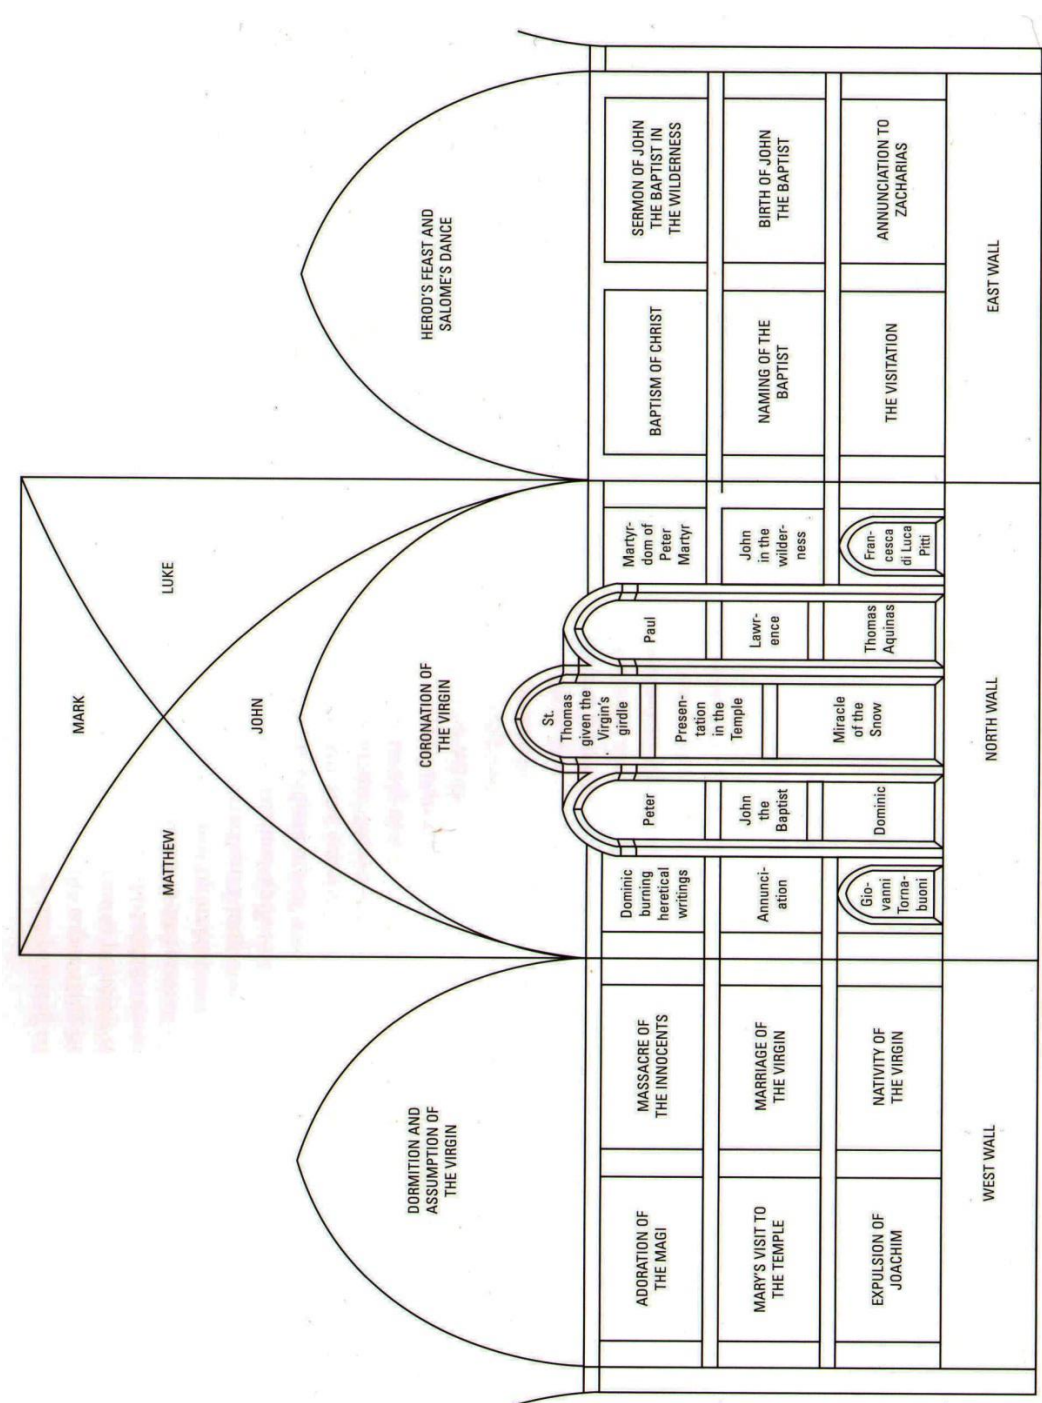 MARK
MATTHEW
LUKE
JOHN
DORMITION AND
ASSUMPTION OF
THE VIRGIN
CORONATION OF
THE VIRGIN
HEROD'S FEAST AND
SALOME'S DANCE
ADORATION OF
THE MAGI
MASSACRE OF
THE INNOCENTS
Dominic
burning
heretical
writings
Peter
St.
Thomas
given the
Virgin's
girdle
Paul
Martyr-
dom of
Peter
Martyr
BAPTISM OF CHRIST
SERMON OF JOHN
THE BAPTIST IN
THE WILDERNESS
MARY'S VISIT TO
THE TEMPLE
MARRIAGE OF
THE VIRGIN
Annunci-
ation
John
the
Baptist
Presen-
tation
in the
Temple
Lawr-
ence
John
in the
wilder-
ness
NAMING OF THE
BAPTIST
BIRTH OF JOHN
THE BAPTIST
EXPULSION OF
JOACHIM
NATIVITY OF
THE VIRGIN
Gio-
vanni
Torna-
buoni
Dominic
Miracle
of the
Snow
Thomas
Aquinas
Fran-
cesca
di Luca
Pitti
THE VISITATION
ANNUNCIATION TO
ZACHARIAS
WEST WALL
NORTH WALL
EAST WALL